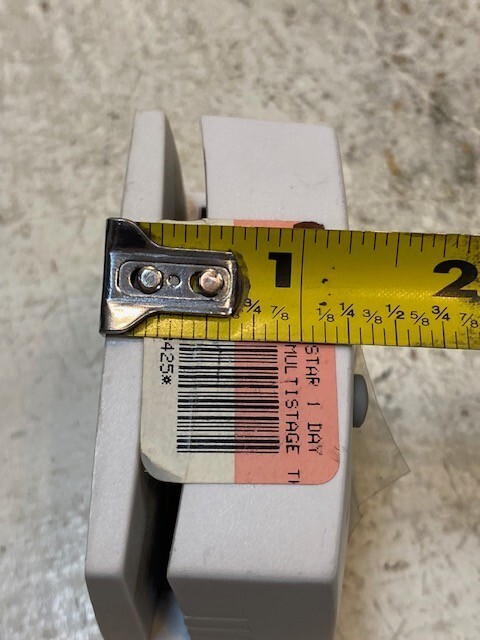 1 2
3/4 7/8 1/8 1/4 3/8 1/2 5/8 3/4 7/8
425*
STAR 1 DAY
MULTISTAGE